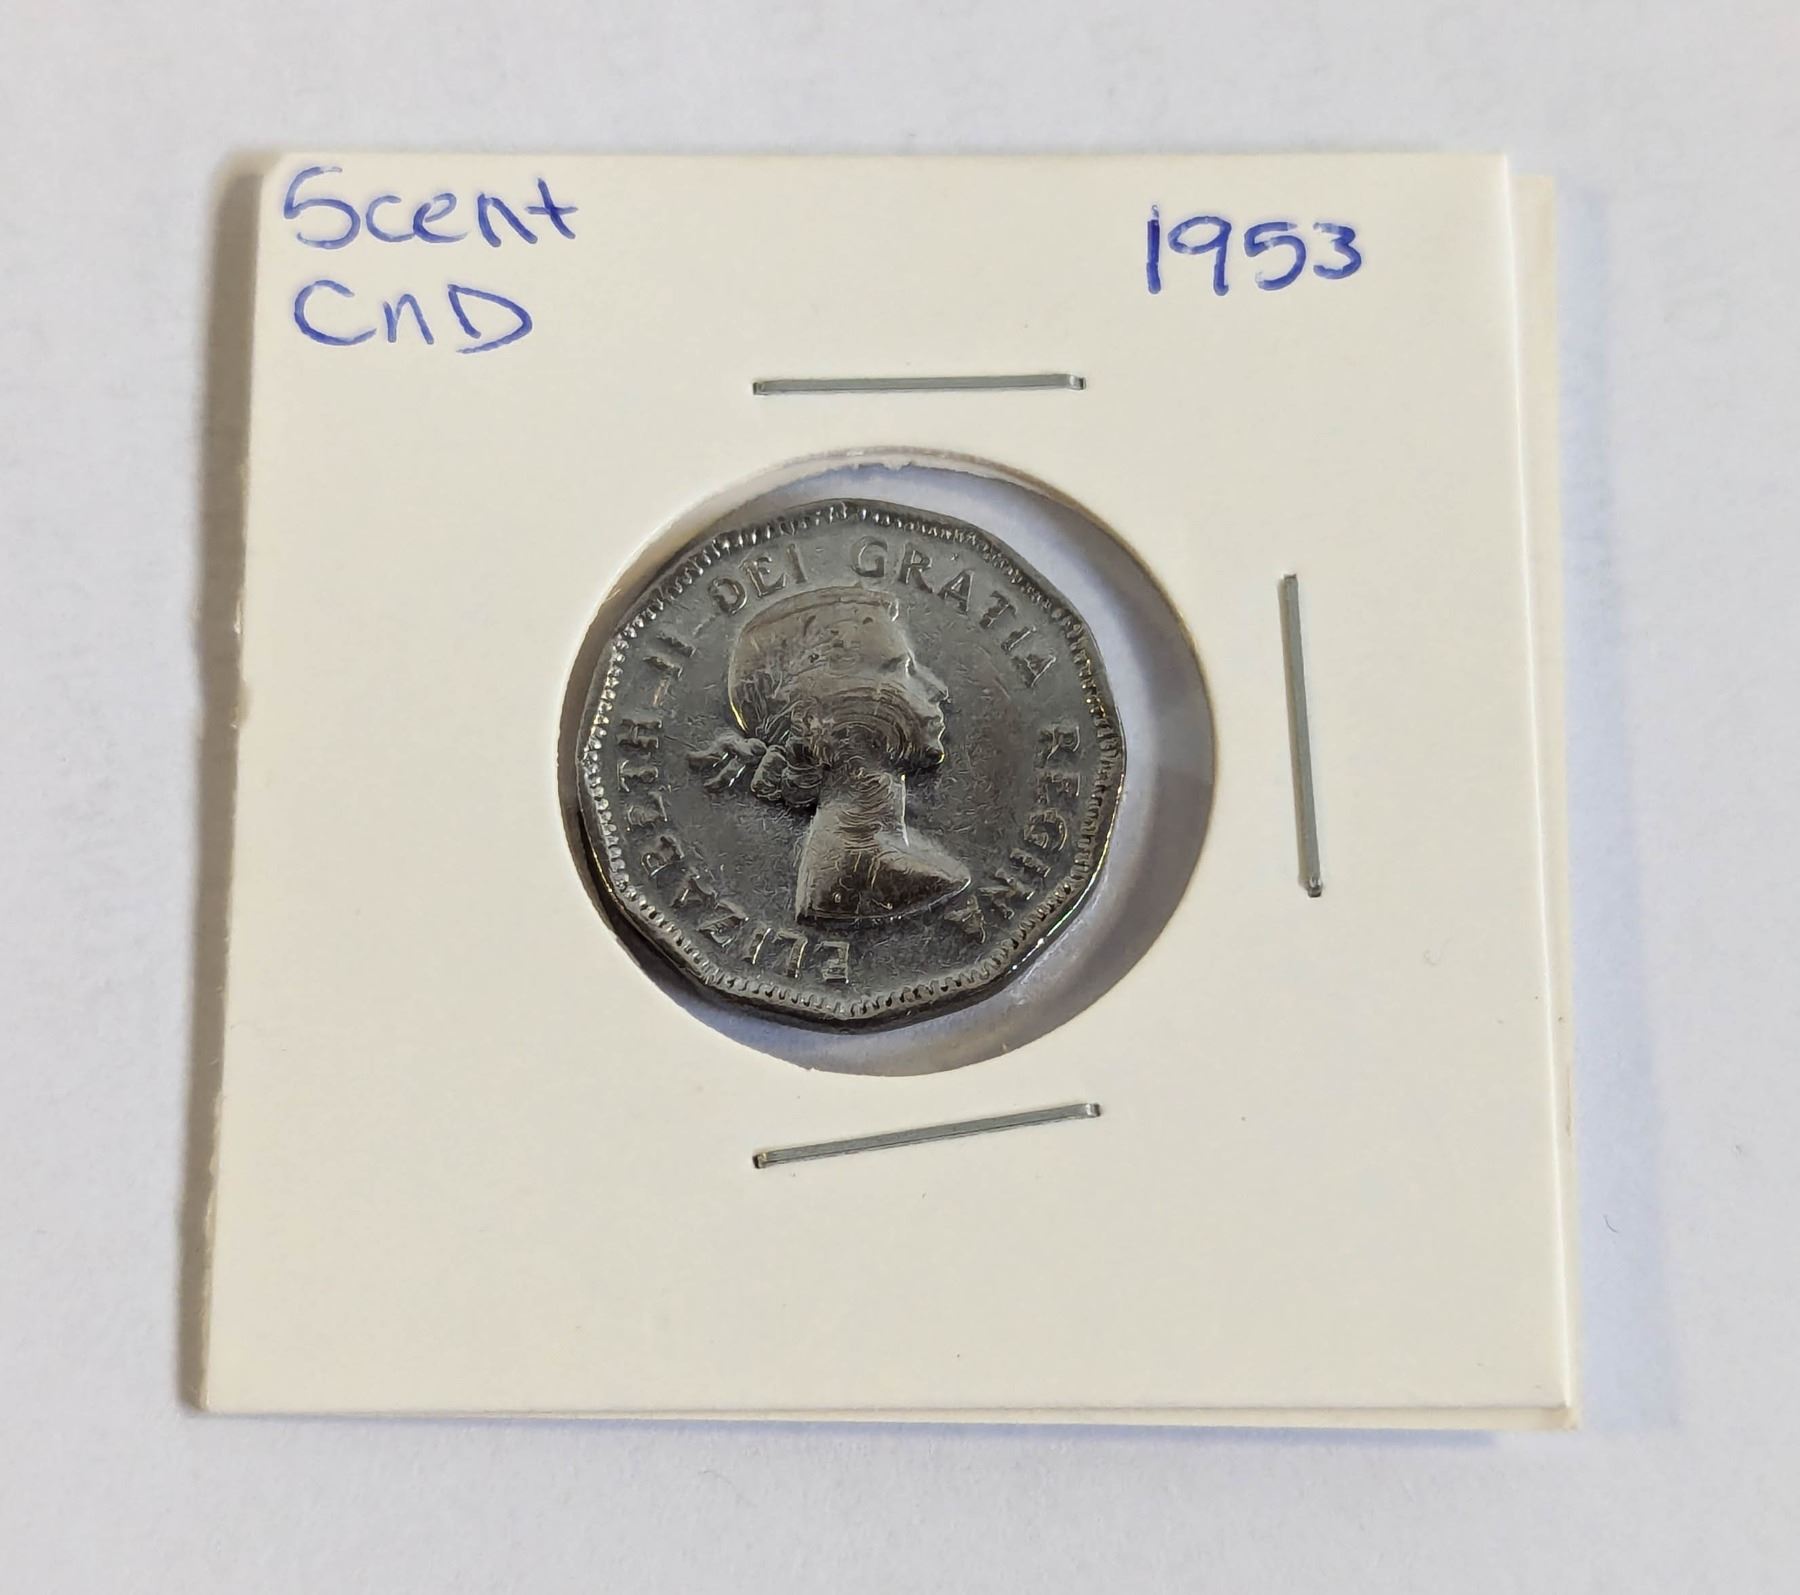 5cent
CnD
1953
ELIZABETH II DEI GRATIA REGINA